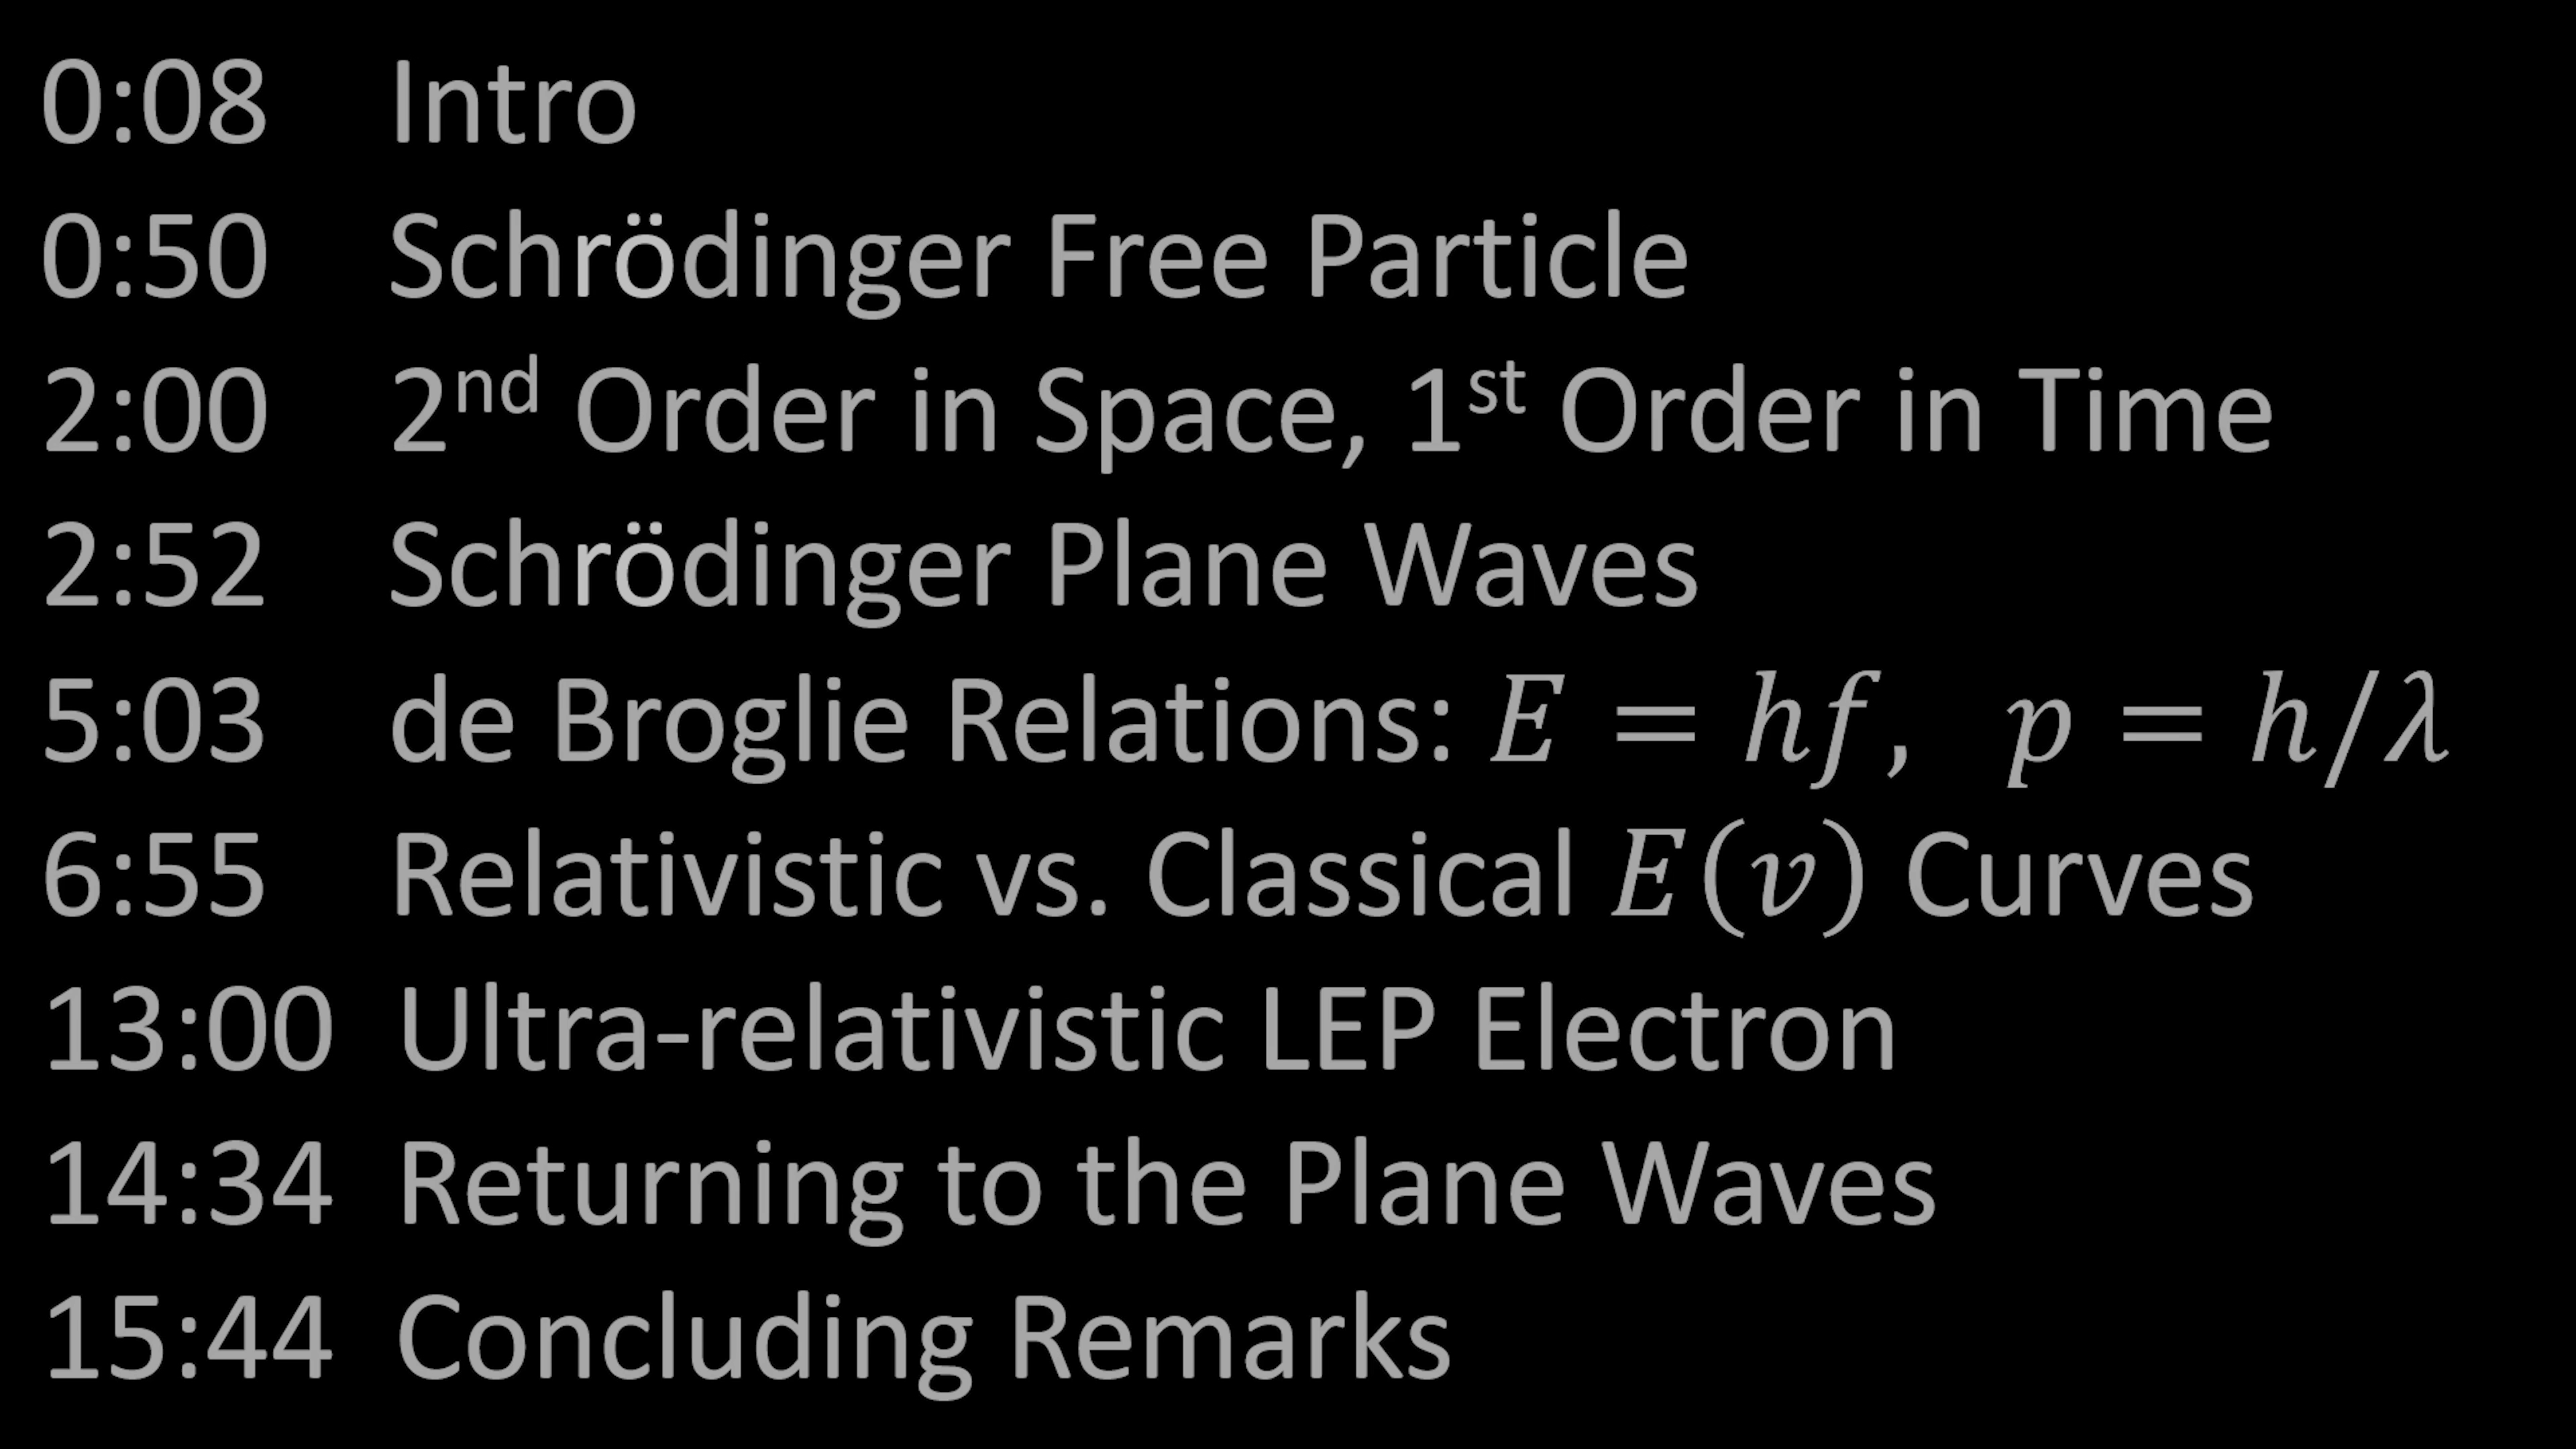 0:08 Intro
0:50 Schrödinger Free Particle
2:00 2nd Order in Space, 1st Order in Time
2:52 Schrödinger Plane Waves
5:03 de Broglie Relations: E = hf, p = h/λ
6:55 Relativistic vs. Classical E(v) Curves
13:00 Ultra-relativistic LEP Electron
14:34 Returning to the Plane Waves
15:44 Concluding Remarks